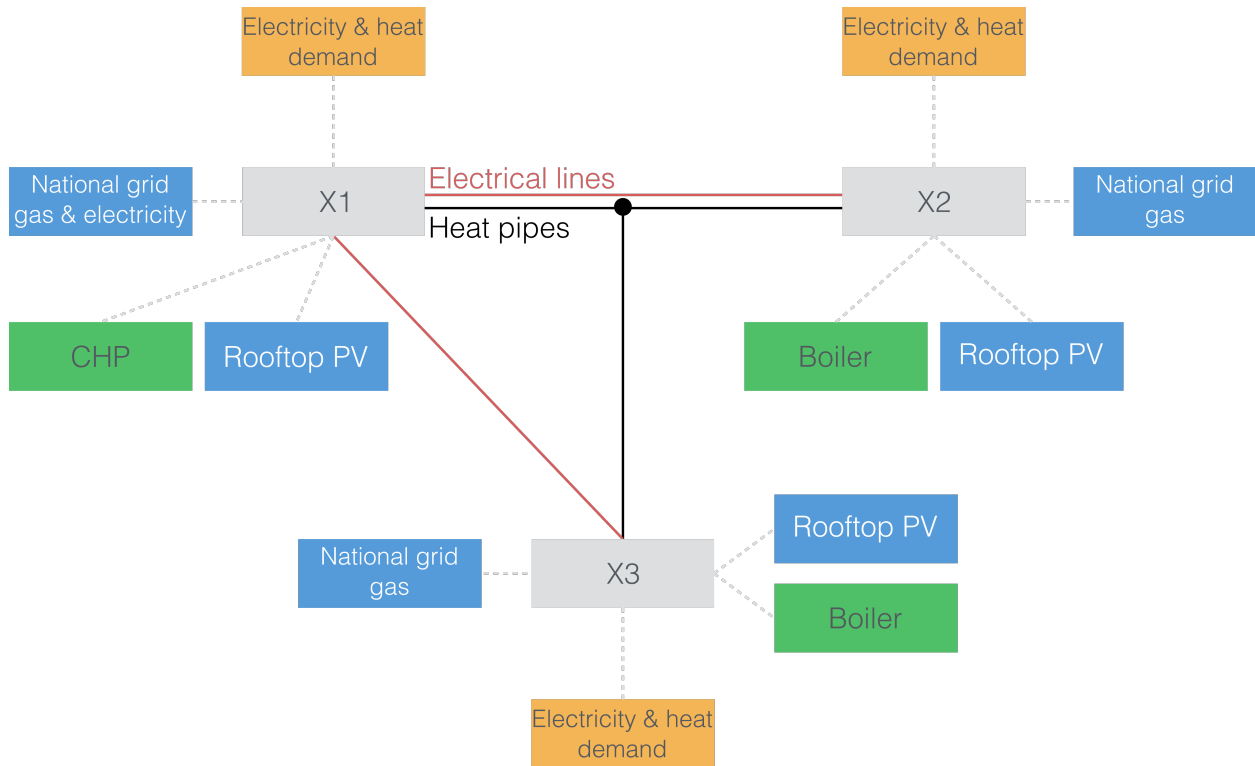 Electricity & heat
demand
Electricity & heat
demand
National grid
gas & electricity
X1
Electrical lines
Heat pipes
X2
National grid
gas
CHP
Rooftop PV
Boiler
Rooftop PV
National grid
gas
X3
Rooftop PV
Boiler
Electricity & heat
demand